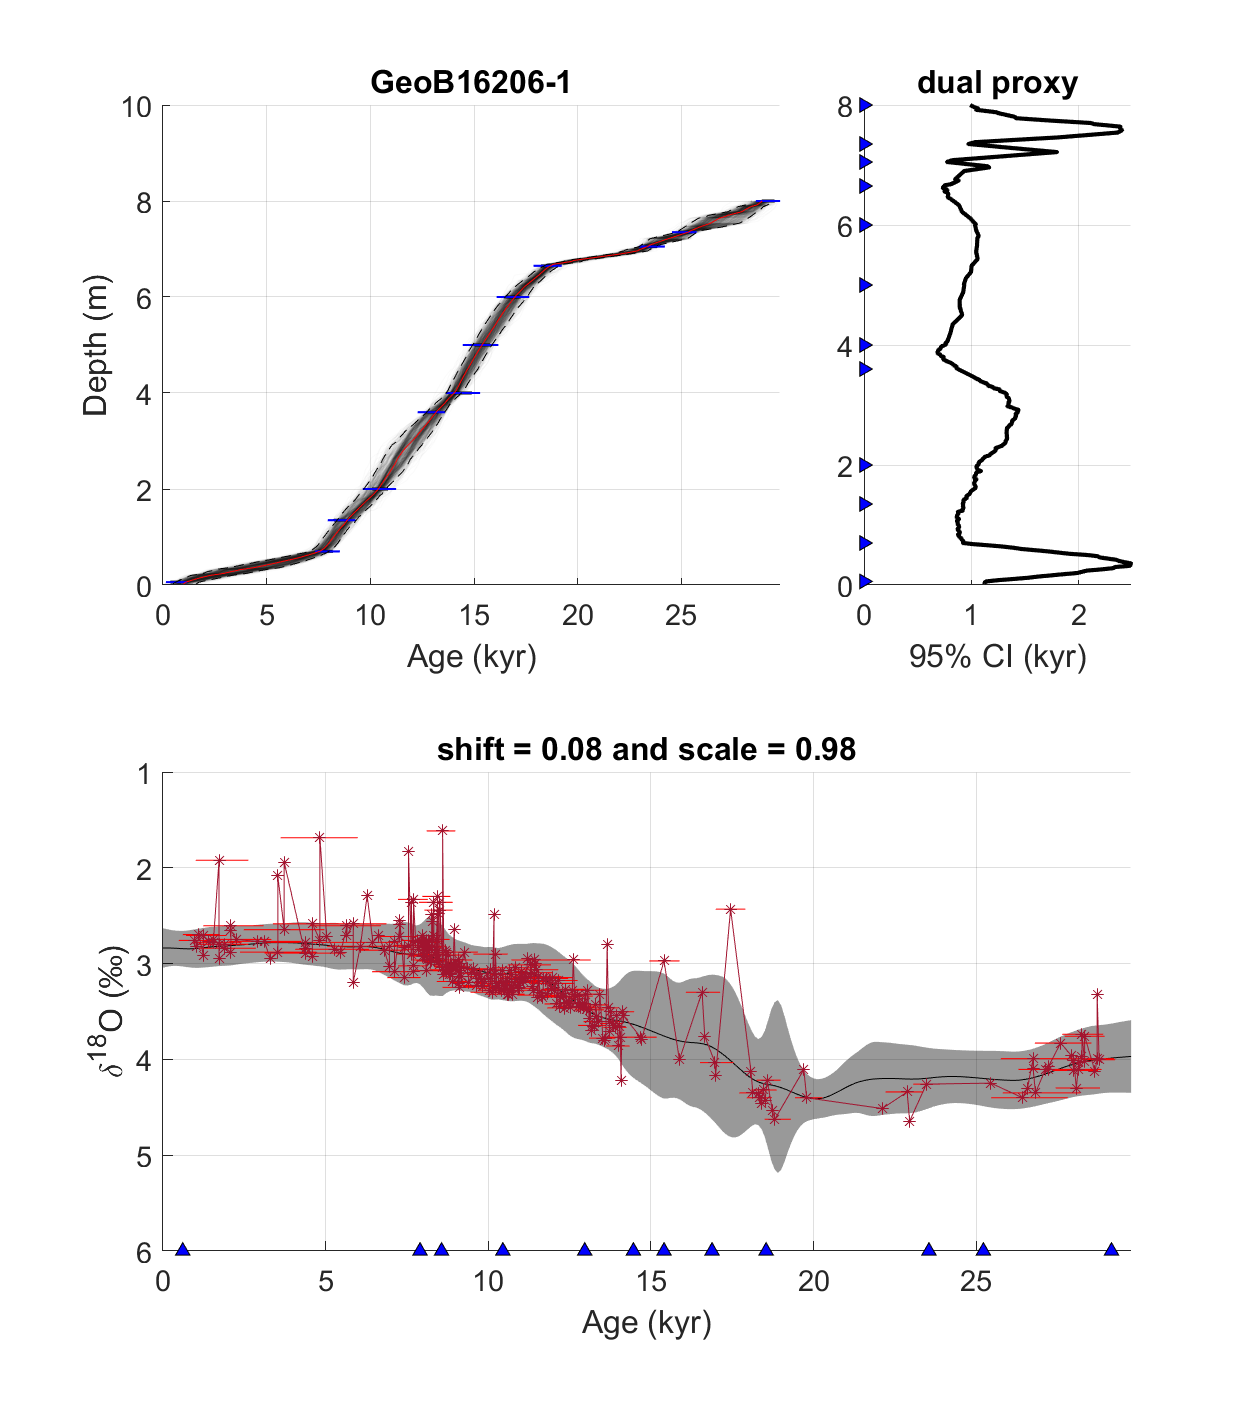 GeoB16206-1
10
8
6
4
2
0
Depth (m)
0 5 10 15 20 25
Age (kyr)
dual proxy
8
6
4
2
0
0 1 2
95% CI (kyr)
shift = 0.08 and scale = 0.98
1
2
3
4
5
6
δ¹⁸O (‰)
0 5 10 15 20 25
Age (kyr)